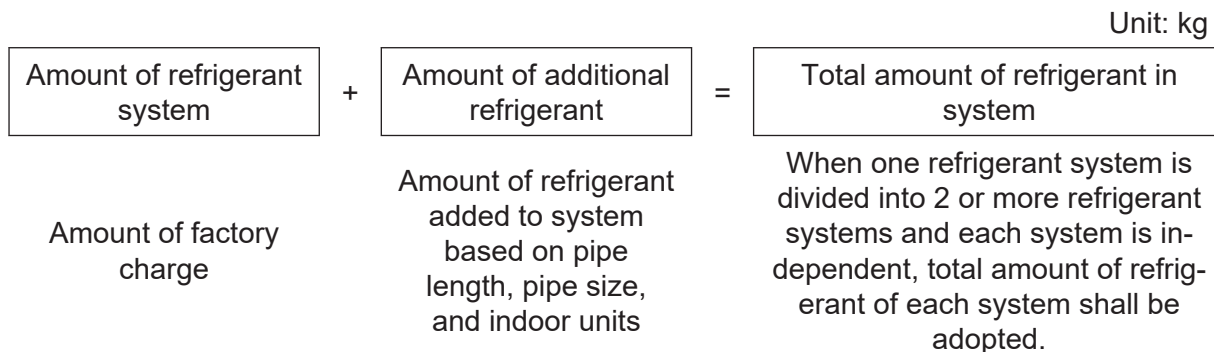 Unit: kg
Amount of refrigerant
system
+
Amount of additional
refrigerant
=
Total amount of refrigerant in
system
Amount of factory
charge
Amount of refrigerant
added to system
based on pipe
length, pipe size,
and indoor units
When one refrigerant system is
divided into 2 or more refrigerant
systems and each system is in-
dependent, total amount of refrig-
erant of each system shall be
adopted.